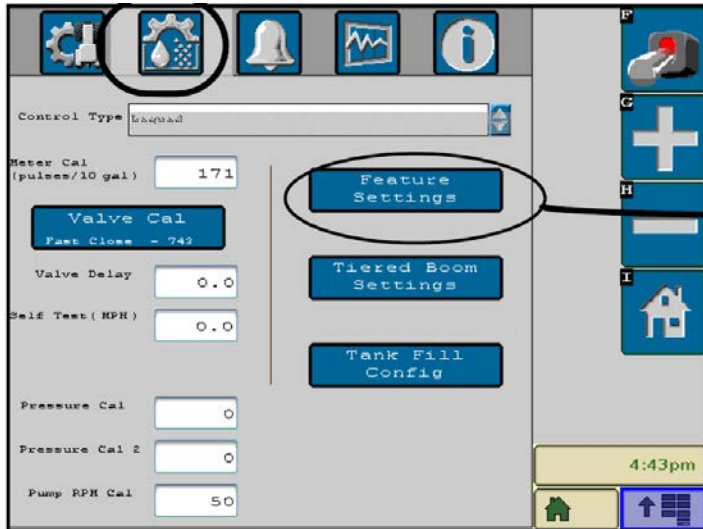 F
Control Type Liquid
G
Meter Cal
(pulses/10 gal) 171
Feature
Settings
H
Valve Cal
Fast Close - 743
Valve Delay 0.0
Tiered Boom
Settings
I
Self Test(MPH) 0.0
Tank Fill
Config
Pressure Cal 0
Pressure Cal 2 0
4:43pm
Pump RPM Cal 50